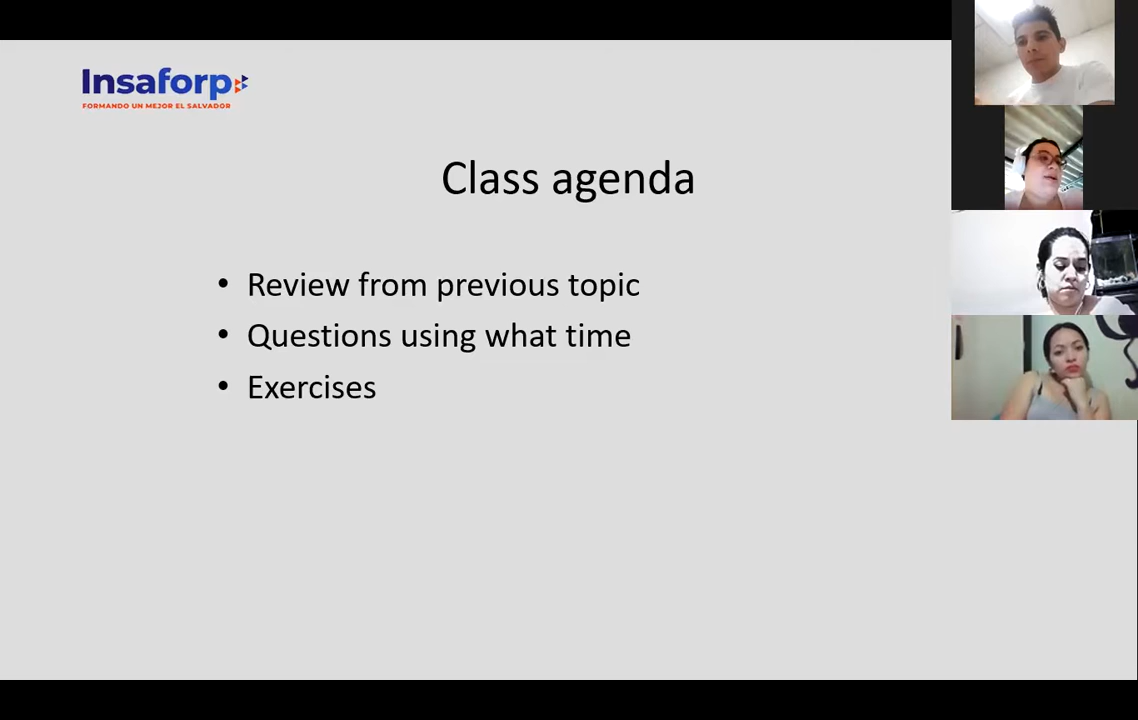 Insaforp
FORMANDO UN MEJOR EL SALVADOR
Class agenda
• Review from previous topic
• Questions using what time
• Exercises